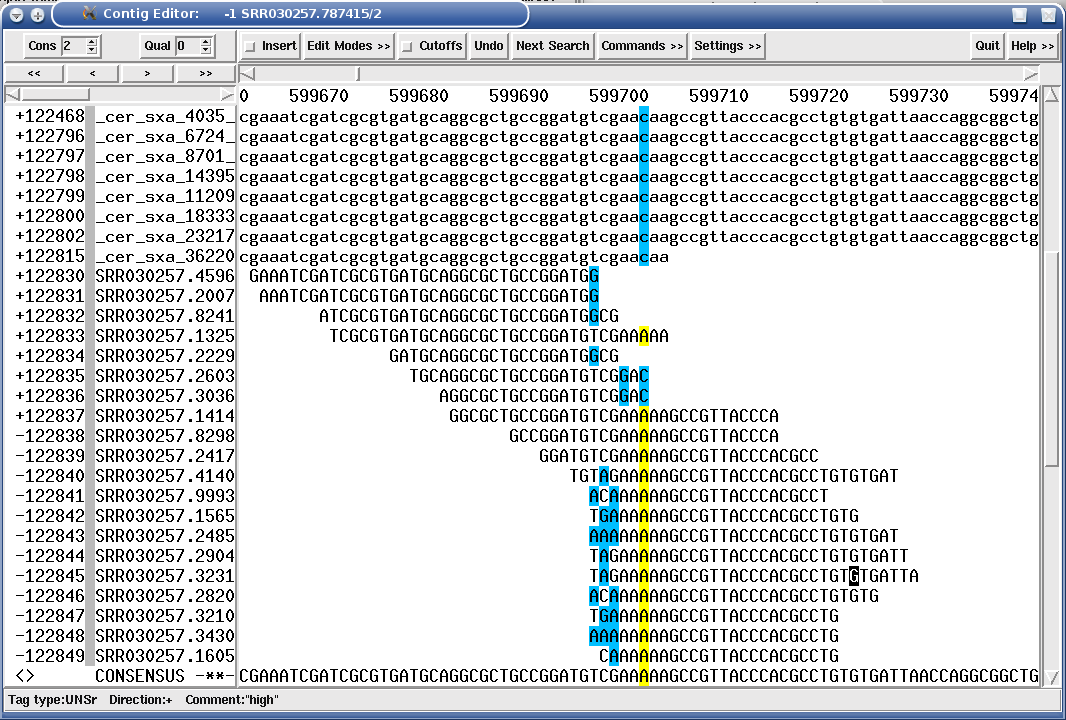 Contig Editor: -1 SRR030257.787415/2
Cons 2 Qual 0 Insert Edit Modes >> Cutoffs Undo Next Search Commands >> Settings >> Quit Help >>
<< < > >>
0 599670 599680 599690 599700 599710 599720 599730 59974
+122468 _cer_sxa_4035_ cgaaatcgatcgcgtgatgcaggcgctgccggatgtcgaacaagccgttacccacgcctgtgtgattaaccaggcggctg
+122796 _cer_sxa_6724_ cgaaatcgatcgcgtgatgcaggcgctgccggatgtcgaacaagccgttacccacgcctgtgtgattaaccaggcggctg
+122797 _cer_sxa_8701_ cgaaatcgatcgcgtgatgcaggcgctgccggatgtcgaacaagccgttacccacgcctgtgtgattaaccaggcggctg
+122798 _cer_sxa_14395 cgaaatcgatcgcgtgatgcaggcgctgccggatgtcgaacaagccgttacccacgcctgtgtgattaaccaggcggctg
+122799 _cer_sxa_11209 cgaaatcgatcgcgtgatgcaggcgctgccggatgtcgaacaagccgttacccacgcctgtgtgattaaccaggcggctg
+122800 _cer_sxa_18333 cgaaatcgatcgcgtgatgcaggcgctgccggatgtcgaacaagccgttacccacgcctgtgtgattaaccaggcggctg
+122802 _cer_sxa_23217 cgaaatcgatcgcgtgatgcaggcgctgccggatgtcgaacaagccgttacccacgcctgtgtgattaaccaggcggctg
+122815 _cer_sxa_36220 cgaaatcgatcgcgtgatgcaggcgctgccggatgtcgaacaa
+122830 SRR030257.4596 GAAATCGATCGCGTGATGCAGGCGCTGCCGGATGG
+122831 SRR030257.2007 AAATCGATCGCGTGATGCAGGCGCTGCCGGATGG
+122832 SRR030257.8241 ATCGCGTGATGCAGGCGCTGCCGGATGGCG
+122833 SRR030257.1325 TCGCGTGATGCAGGCGCTGCCGGATGTCGAAAAA
+122834 SRR030257.2229 GATGCAGGCGCTGCCGGATGGCG
+122835 SRR030257.2603 TGCAGGCGCTGCCGGATGTCGGAC
+122836 SRR030257.3036 AGGCGCTGCCGGATGTCGGAC
+122837 SRR030257.1414 GGCGCTGCCGGATGTCGAAAAAGCCGTTACCCA
-122838 SRR030257.8298 GCCGGATGTCGAAAAAGCCGTTACCCA
-122839 SRR030257.2417 GGATGTCGAAAAAGCCGTTACCCACGCC
-122840 SRR030257.4140 TGTAGAAAAAGCCGTTACCCACGCCTGTGTGAT
-122841 SRR030257.9993 ACAAAAAAGCCGTTACCCACGCCT
-122842 SRR030257.1565 TGAAAAAAGCCGTTACCCACGCCTGTG
-122843 SRR030257.2485 AAAAAAAAGCCGTTACCCACGCCTGTGTGAT
-122844 SRR030257.2904 TAGAAAAAGCCGTTACCCACGCCTGTGTGATT
-122845 SRR030257.3231 TAGAAAAAGCCGTTACCCACGCCTGTGTGATTA
-122846 SRR030257.2820 ACAAAAAAGCCGTTACCCACGCCTGTGTG
-122847 SRR030257.3210 TGAAAAAAGCCGTTACCCACGCCTG
-122848 SRR030257.3430 AAAAAAAAGCCGTTACCCACGCCTG
-122849 SRR030257.1605 CAAAAAAGCCGTTACCCACGCCTG
<> CONSENSUS -**- CGAAATCGATCGCGTGATGCAGGCGCTGCCGGATGTCGAAAAAGCCGTTACCCACGCCTGTGTGATTAACCAGGCGGCTG
Tag type:UNSr Direction:+ Comment:"high"